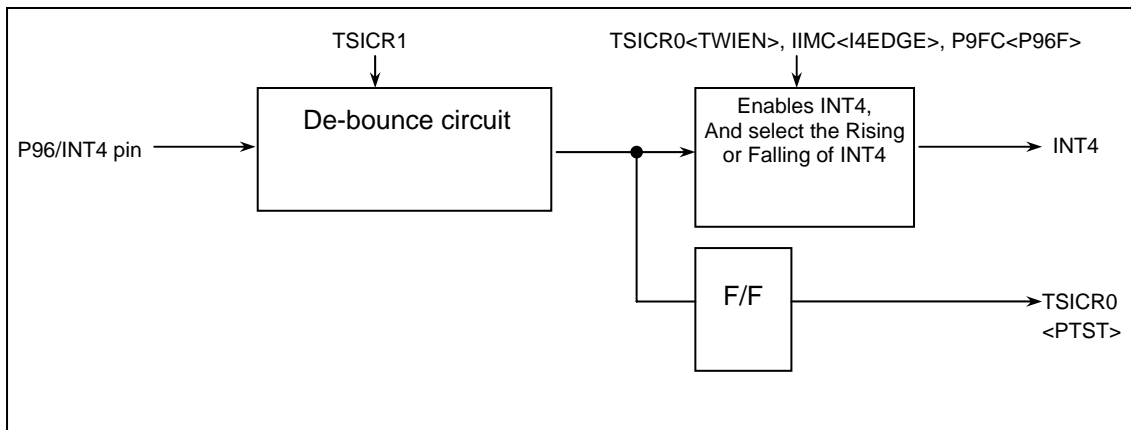 TSICR1
TSICR0<TWIEN>, IIMC<I4EDGE>, P9FC<P96F>
De-bounce circuit
Enables INT4,
And select the Rising
or Falling of INT4
P96/INT4 pin
INT4
F/F
TSICR0
<PTST>